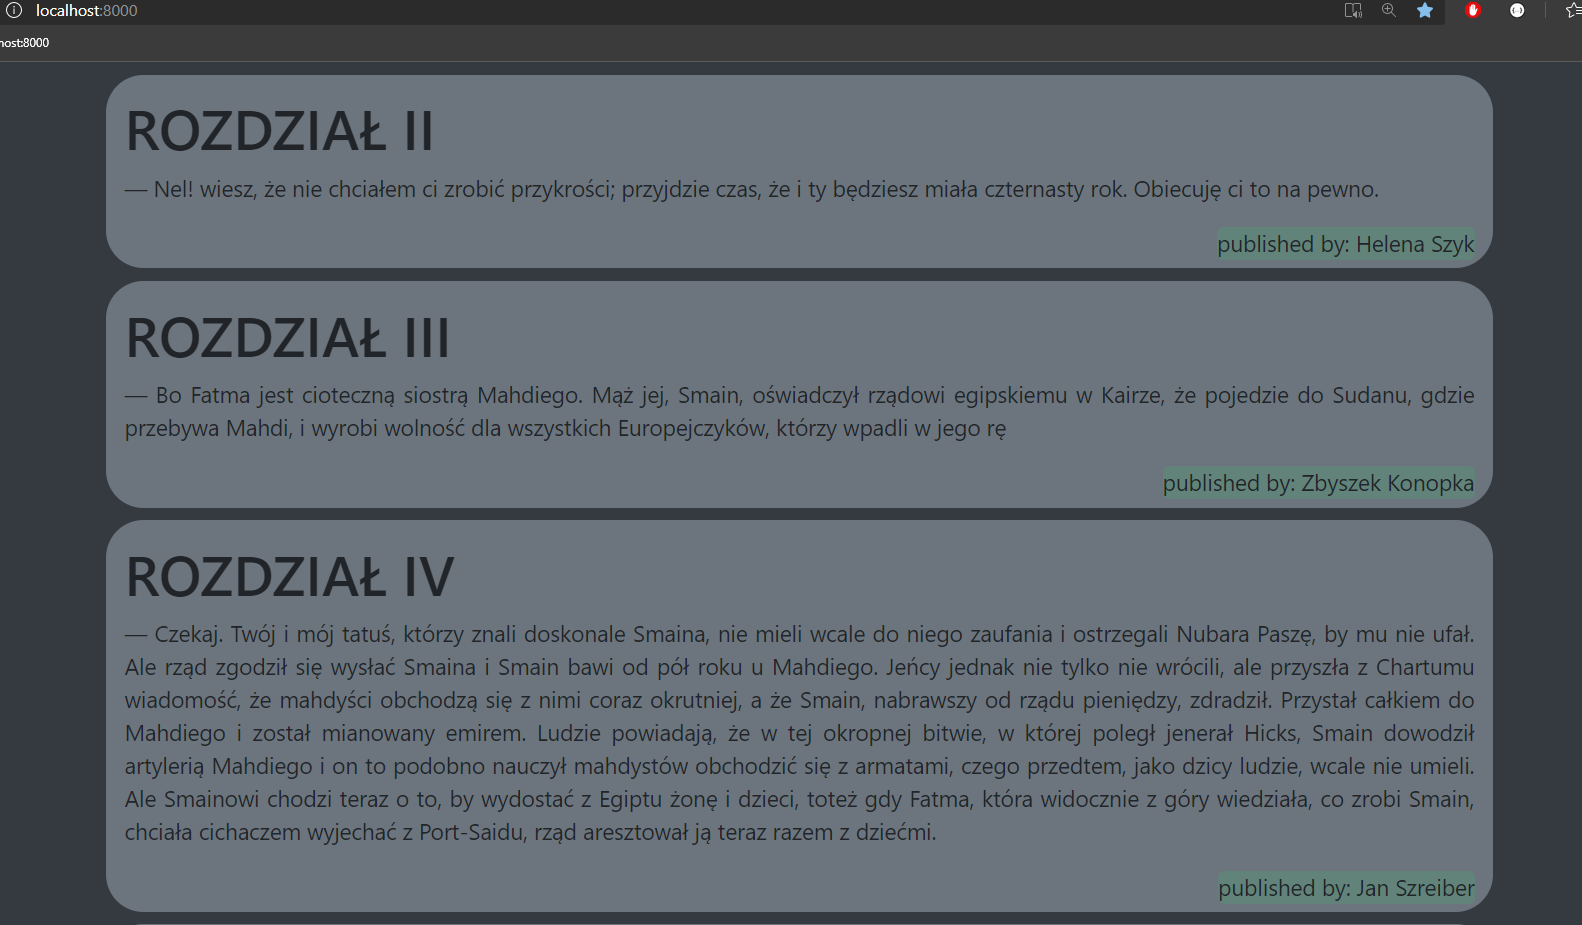 localhost:8000
host:8000
ROZDZIAŁ II
— Nel! wiesz, że nie chciałem ci zrobić przykrości; przyjdzie czas, że i ty będziesz miała czternasty rok. Obiecuję ci to na pewno.
published by: Helena Szyk
ROZDZIAŁ III
— Bo Fatma jest cioteczną siostrą Mahdiego. Mąż jej, Smain, oświadczył rządowi egipskiemu w Kairze, że pojedzie do Sudanu, gdzie
przebywa Mahdi, i wyrobi wolność dla wszystkich Europejczyków, którzy wpadli w jego rę
published by: Zbyszek Konopka
ROZDZIAŁ IV
— Czekaj. Twój i mój tatuś, którzy znali doskonale Smaina, nie mieli wcale do niego zaufania i ostrzegali Nubara Paszę, by mu nie ufał.
Ale rząd zgodził się wysłać Smaina i Smain bawi od pół roku u Mahdiego. Jeńcy jednak nie tylko nie wrócili, ale przyszła z Chartumu
wiadomość, że mahdyści obchodzą się z nimi coraz okrutniej, a że Smain, nabrawszy od rządu pieniędzy, zdradził. Przystał całkiem do
Mahdiego i został mianowany emirem. Ludzie powiadają, że w tej okropnej bitwie, w której poległ jenerał Hicks, Smain dowodził
artylerią Mahdiego i on to podobno nauczył mahdystów obchodzić się z armatami, czego przedtem, jako dzicy ludzie, wcale nie umieli.
Ale Smainowi chodzi teraz o to, by wydostać z Egiptu żonę i dzieci, toteż gdy Fatma, która widocznie z góry wiedziała, co zrobi Smain,
chciała cichaczem wyjechać z Port-Saidu, rząd aresztował ją teraz razem z dziećmi.
published by: Jan Szreiber